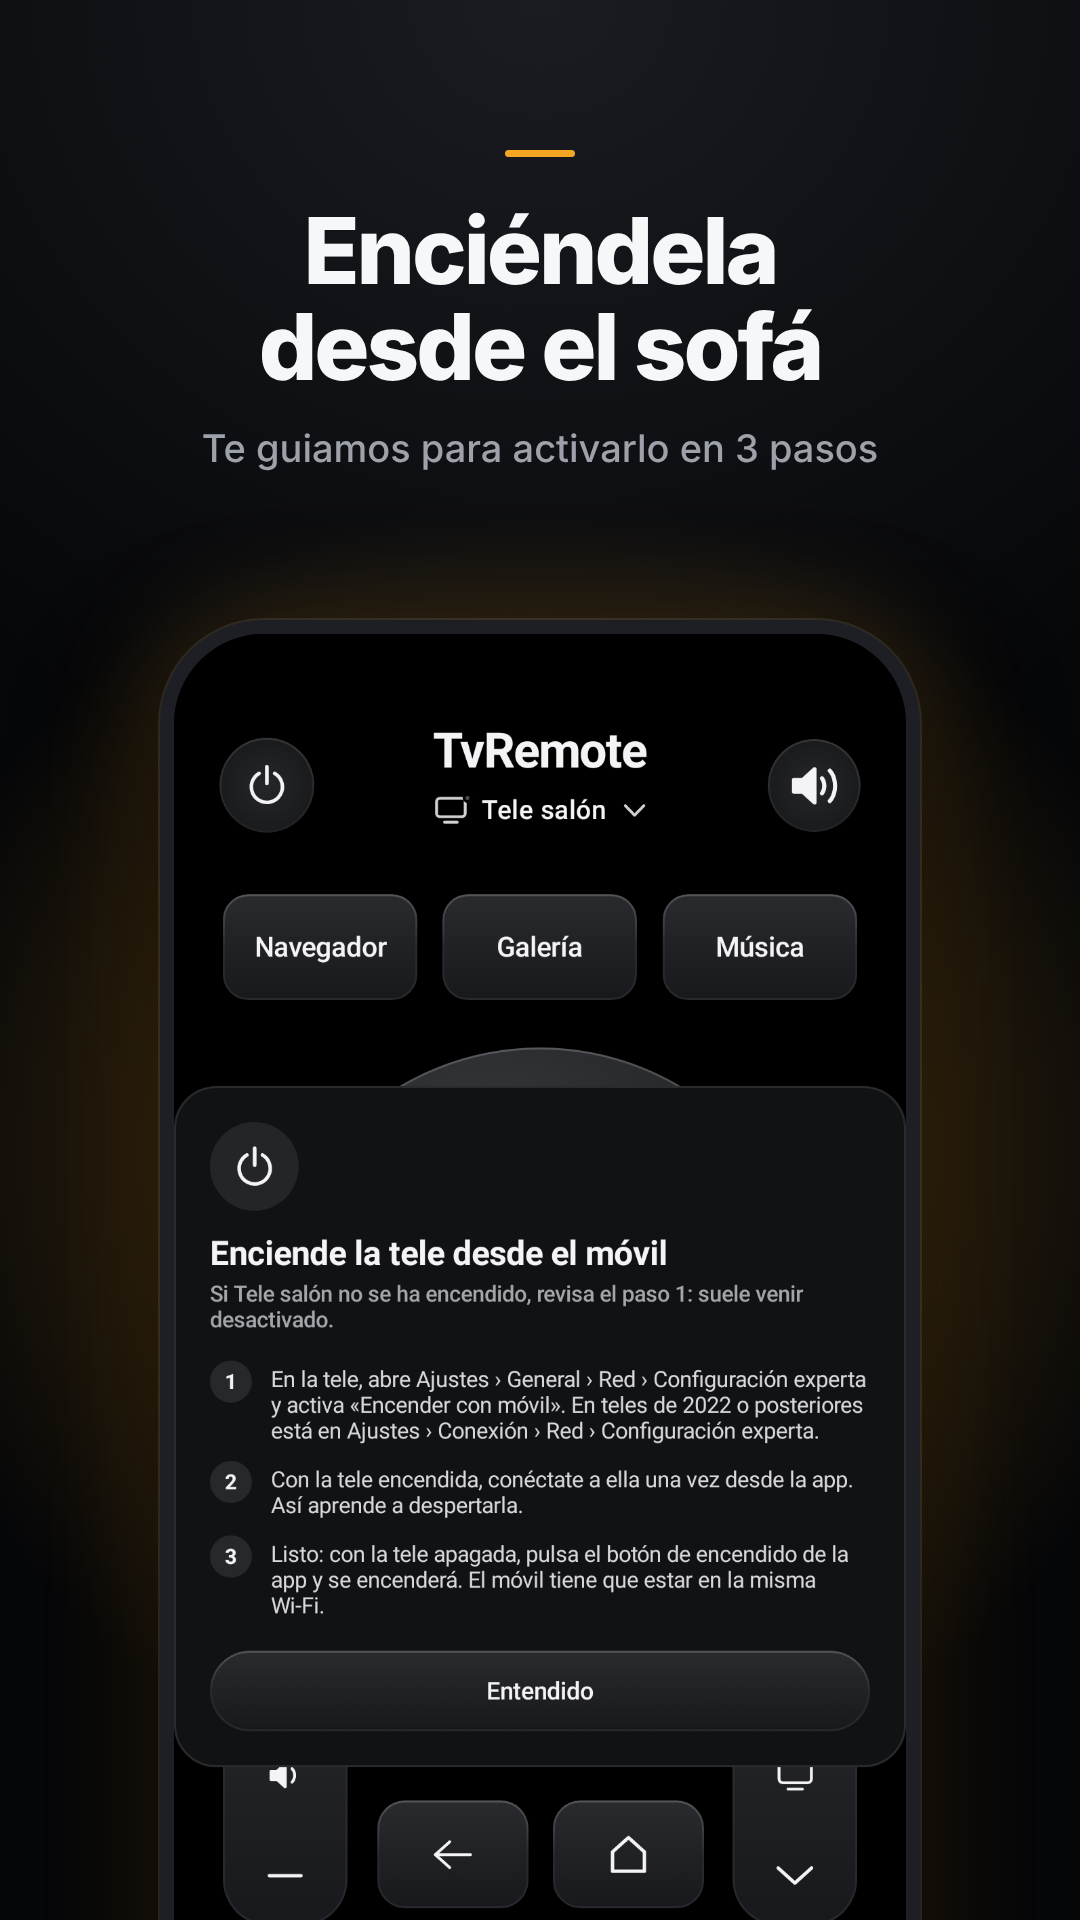 Enciéndela
desde el sofá
Te guiamos para activarlo en 3 pasos
TvRemote
Tele salón
Navegador
Galería
Música
Enciende la tele desde el móvil
Si Tele salón no se ha encendido, revisa el paso 1: suele venir
desactivado.
1
En la tele, abre Ajustes › General › Red › Configuración experta
y activa «Encender con móvil». En teles de 2022 o posteriores
está en Ajustes › Conexión › Red › Configuración experta.
2
Con la tele encendida, conéctate a ella una vez desde la app.
Así aprende a despertarla.
3
Listo: con la tele apagada, pulsa el botón de encendido de la
app y se encenderá. El móvil tiene que estar en la misma
Wi-Fi.
Entendido